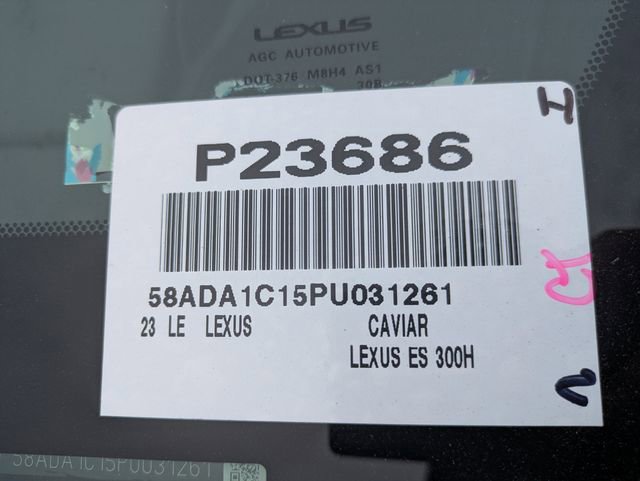 LEXUS
AGC AUTOMOTIVE
DOT-376 M8H4 AS1
H
P23686
58ADA1C15PU031261
23 LE LEXUS CAVIAR
LEXUS ES 300H
58ADA1C15PU031261